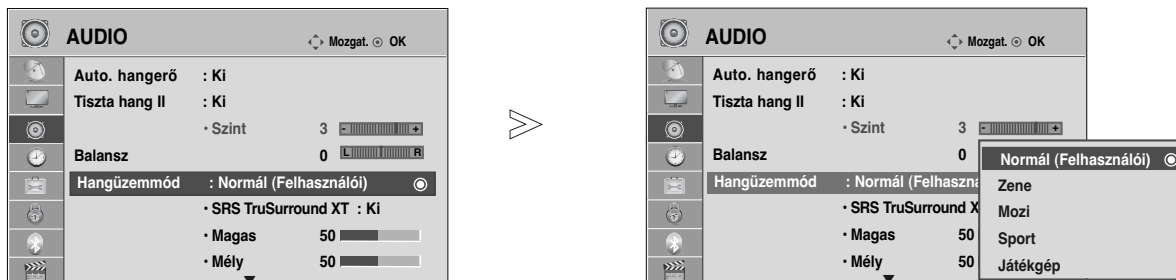 AUDIO
Mozgat. OK
Auto. hangerő : Ki
Tiszta hang II : Ki
• Szint 3 - +
Balansz 0 L R
Hangüzemmód : Normál (Felhasználói)
• SRS TruSurround XT : Ki
• Magas 50
• Mély 50
>
AUDIO
Mozgat. OK
Auto. hangerő : Ki
Tiszta hang II : Ki
• Szint 3 - +
Balansz 0
Hangüzemmód : Normál (Felhaszná
• SRS TruSurround X
• Magas 50
• Mély 50
Normál (Felhasználói)
Zene
Mozi
Sport
Játékgép